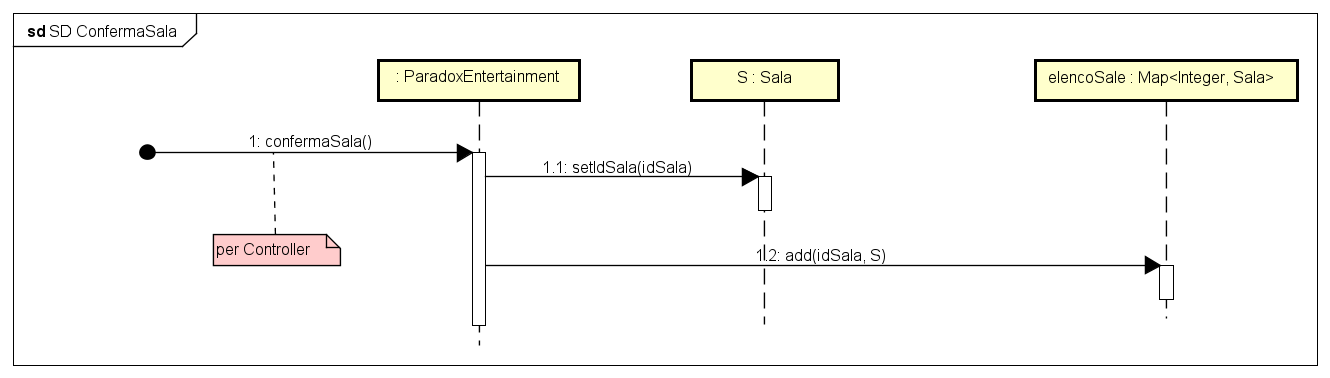 sd SD ConfermaSala
: ParadoxEntertainment
S : Sala
elencoSale : Map<Integer, Sala>
1: confermaSala()
1.1: setIdSala(idSala)
per Controller
1.2: add(idSala, S)